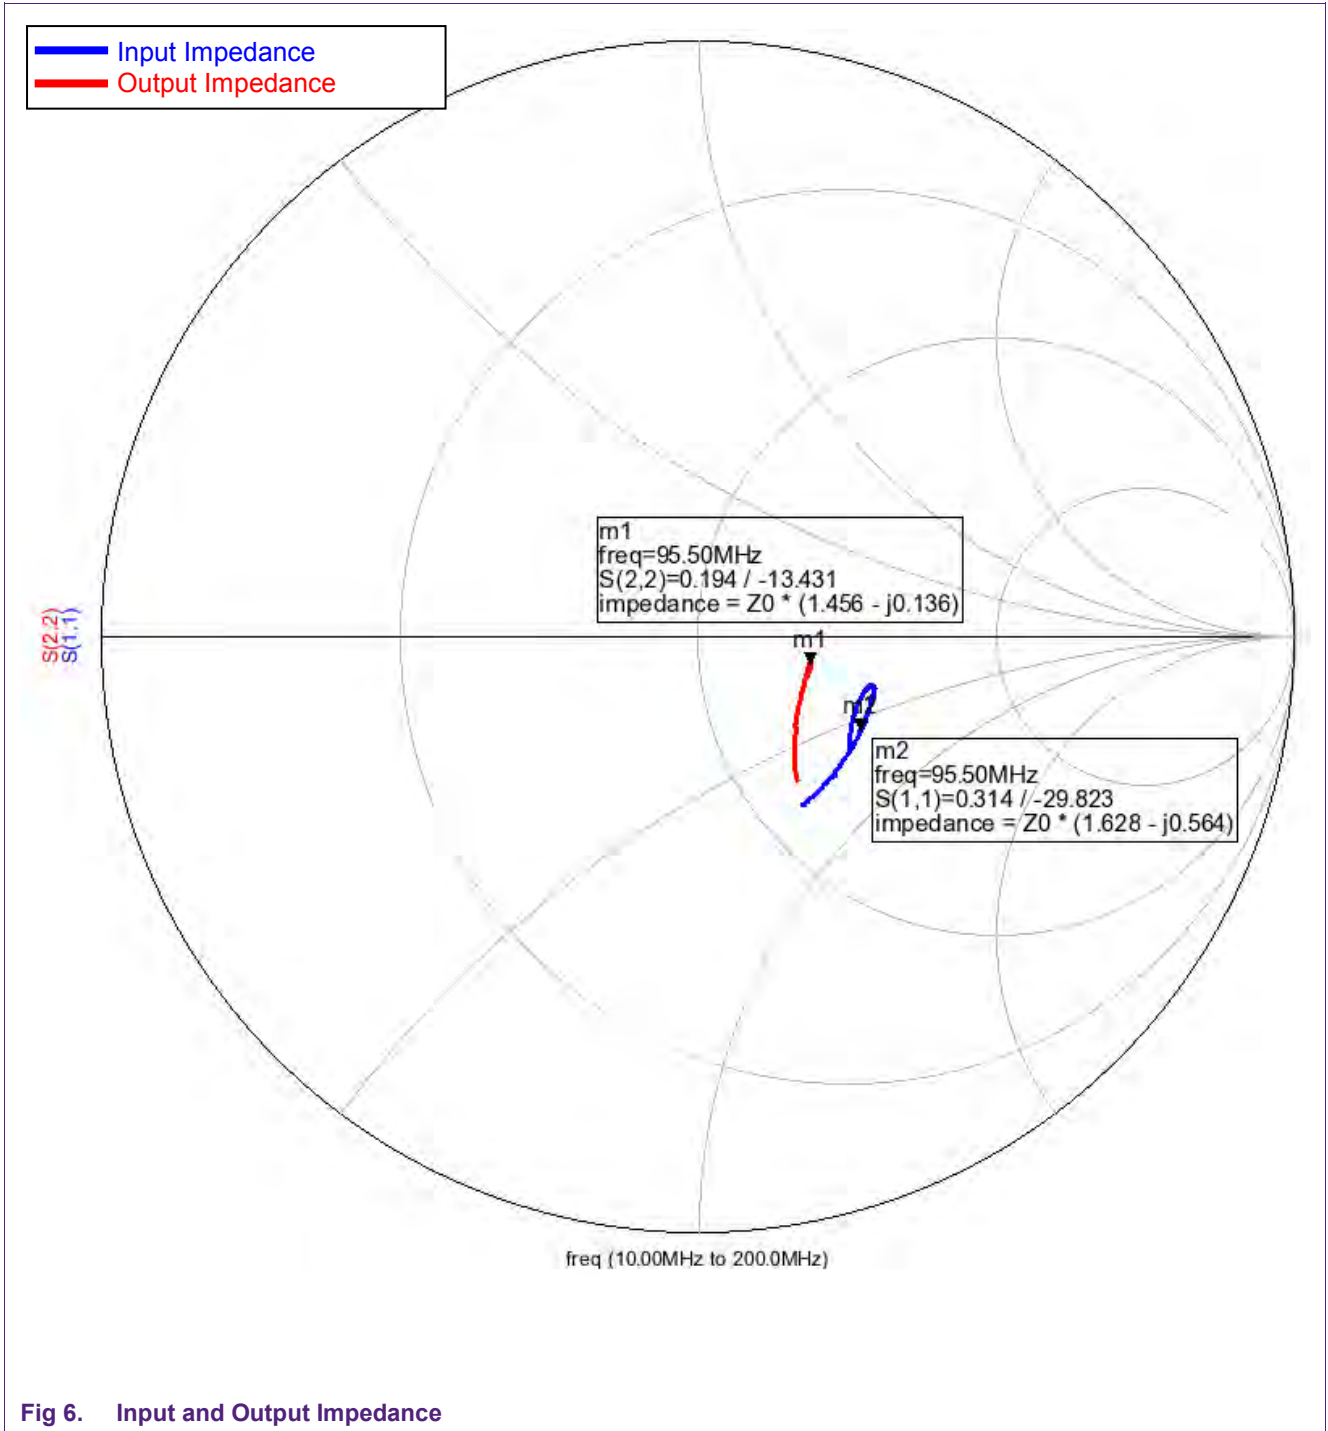 Input Impedance
Output Impedance
m1
freq=95.50MHz
S(2,2)=0.194 / -13.431
impedance = Z0 * (1.456 - j0.136)
m1
S(2,2)
S(1,1)
m2
m2
freq=95.50MHz
S(1,1)=0.314 / -29.823
impedance = Z0 * (1.628 - j0.564)
freq (10.00MHz to 200.0MHz)
Fig 6. Input and Output Impedance